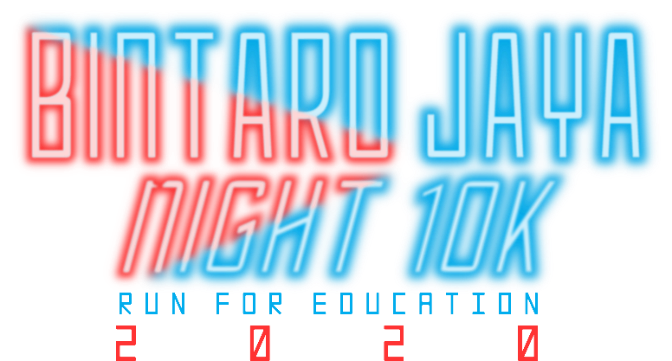 BINTARO JAYA
NIGHT 10K
RUN FOR EDUCATION
2020